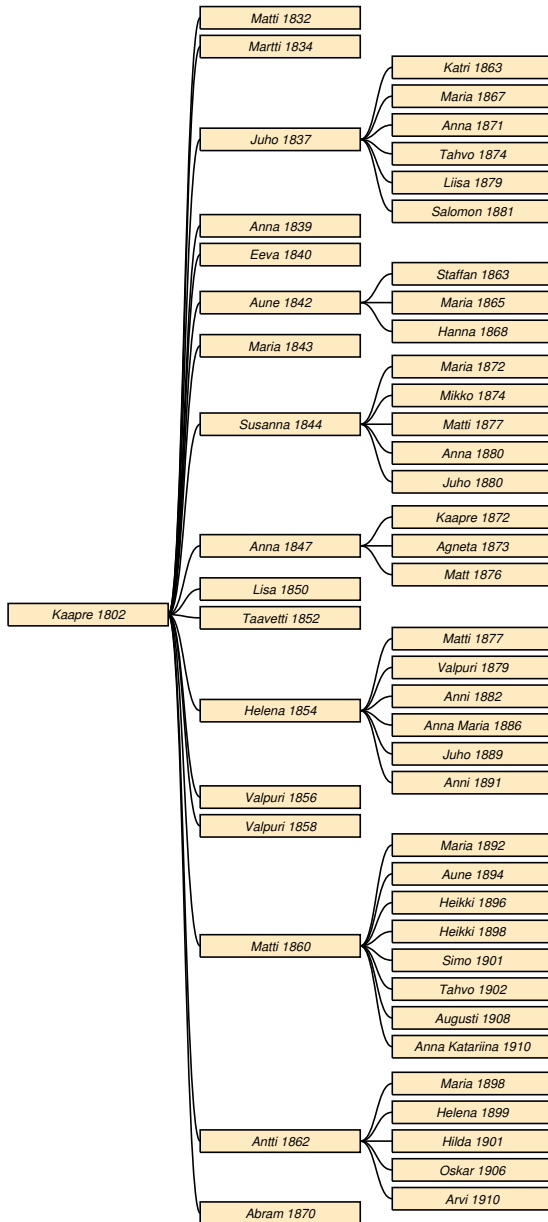 Kaapre 1802
Matti 1832
Martti 1834
Juho 1837
Katri 1863
Maria 1867
Anna 1871
Tahvo 1874
Liisa 1879
Salomon 1881
Anna 1839
Eeva 1840
Aune 1842
Staffan 1863
Maria 1865
Hanna 1868
Maria 1843
Susanna 1844
Maria 1872
Mikko 1874
Matti 1877
Anna 1880
Juho 1880
Anna 1847
Kaapre 1872
Agneta 1873
Matt 1876
Lisa 1850
Taavetti 1852
Helena 1854
Matti 1877
Valpuri 1879
Anni 1882
Anna Maria 1886
Juho 1889
Anni 1891
Valpuri 1856
Valpuri 1858
Matti 1860
Maria 1892
Aune 1894
Heikki 1896
Heikki 1898
Simo 1901
Tahvo 1902
Augusti 1908
Anna Katariina 1910
Antti 1862
Maria 1898
Helena 1899
Hilda 1901
Oskar 1906
Arvi 1910
Abram 1870